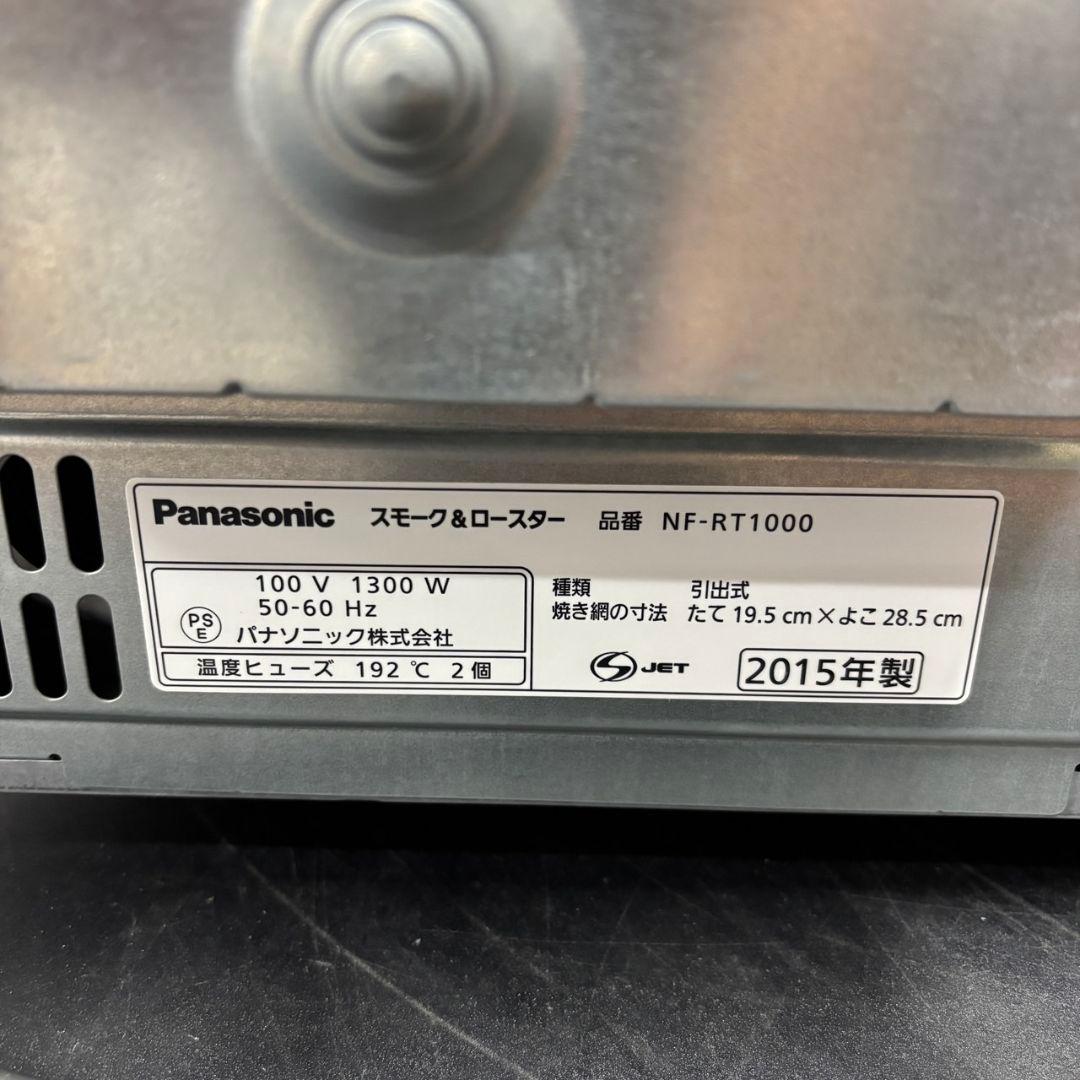 Panasonic スモーク&ロースター 品番 NF-RT1000
100 V 1300 W
50-60 Hz
PS
E
パナソニック株式会社
温度ヒューズ 192 ℃ 2個
種類 引出式
焼き網の寸法 たて 19.5 cm×よこ 28.5 cm
S JET
2015年製